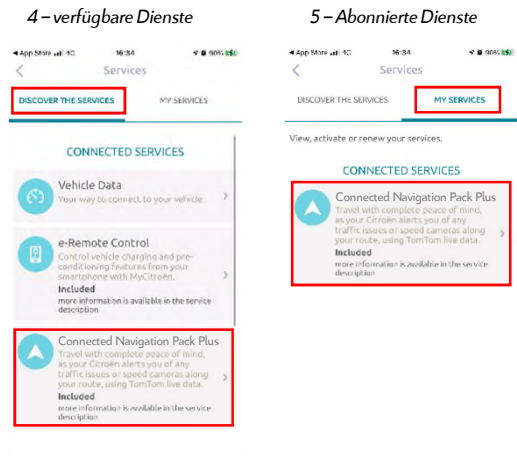 4 – verfügbare Dienste
App Store 4G 16:34 90%
Services
DISCOVER THE SERVICES MY SERVICES
CONNECTED SERVICES
Vehicle Data
Your way to connect to your vehicle.
e-Remote Control
Control vehicle charging and pre-
conditioning features from your
smartphone with MyCitroën.
Included
more information is available in the service
description
Connected Navigation Pack Plus
Travel with complete peace of mind,
as your Citroën alerts you of any
traffic issues or speed cameras along
your route, using TomTom live data.
Included
more information is available in the service
description
5 – Abonnierte Dienste
App Store 4G 16:34 90%
Services
DISCOVER THE SERVICES MY SERVICES
View, activate or renew your services.
CONNECTED SERVICES
Connected Navigation Pack Plus
Travel with complete peace of mind,
as your Citroën alerts you of any
traffic issues or speed cameras along
your route, using TomTom live data.
Included
more information is available in the service
description